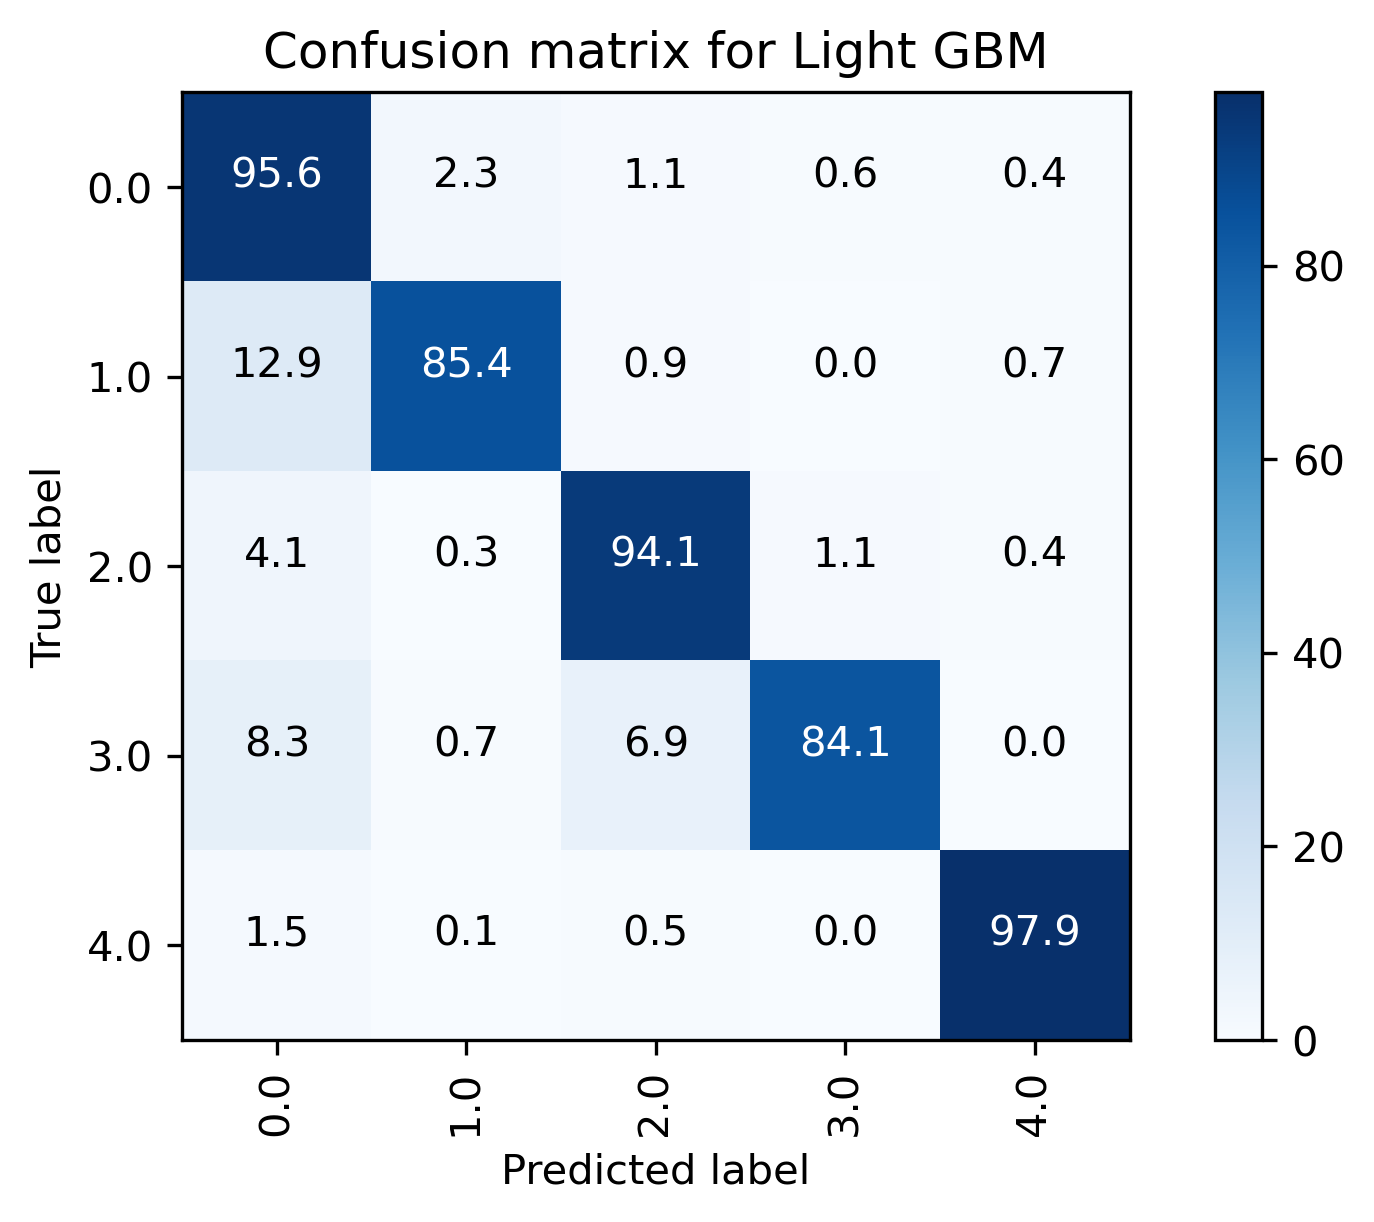 Confusion matrix for Light GBM
0.0 95.6 2.3 1.1 0.6 0.4
1.0 12.9 85.4 0.9 0.0 0.7
2.0 4.1 0.3 94.1 1.1 0.4
3.0 8.3 0.7 6.9 84.1 0.0
4.0 1.5 0.1 0.5 0.0 97.9
0.0 1.0 2.0 3.0 4.0
True label
Predicted label
80
60
40
20
0